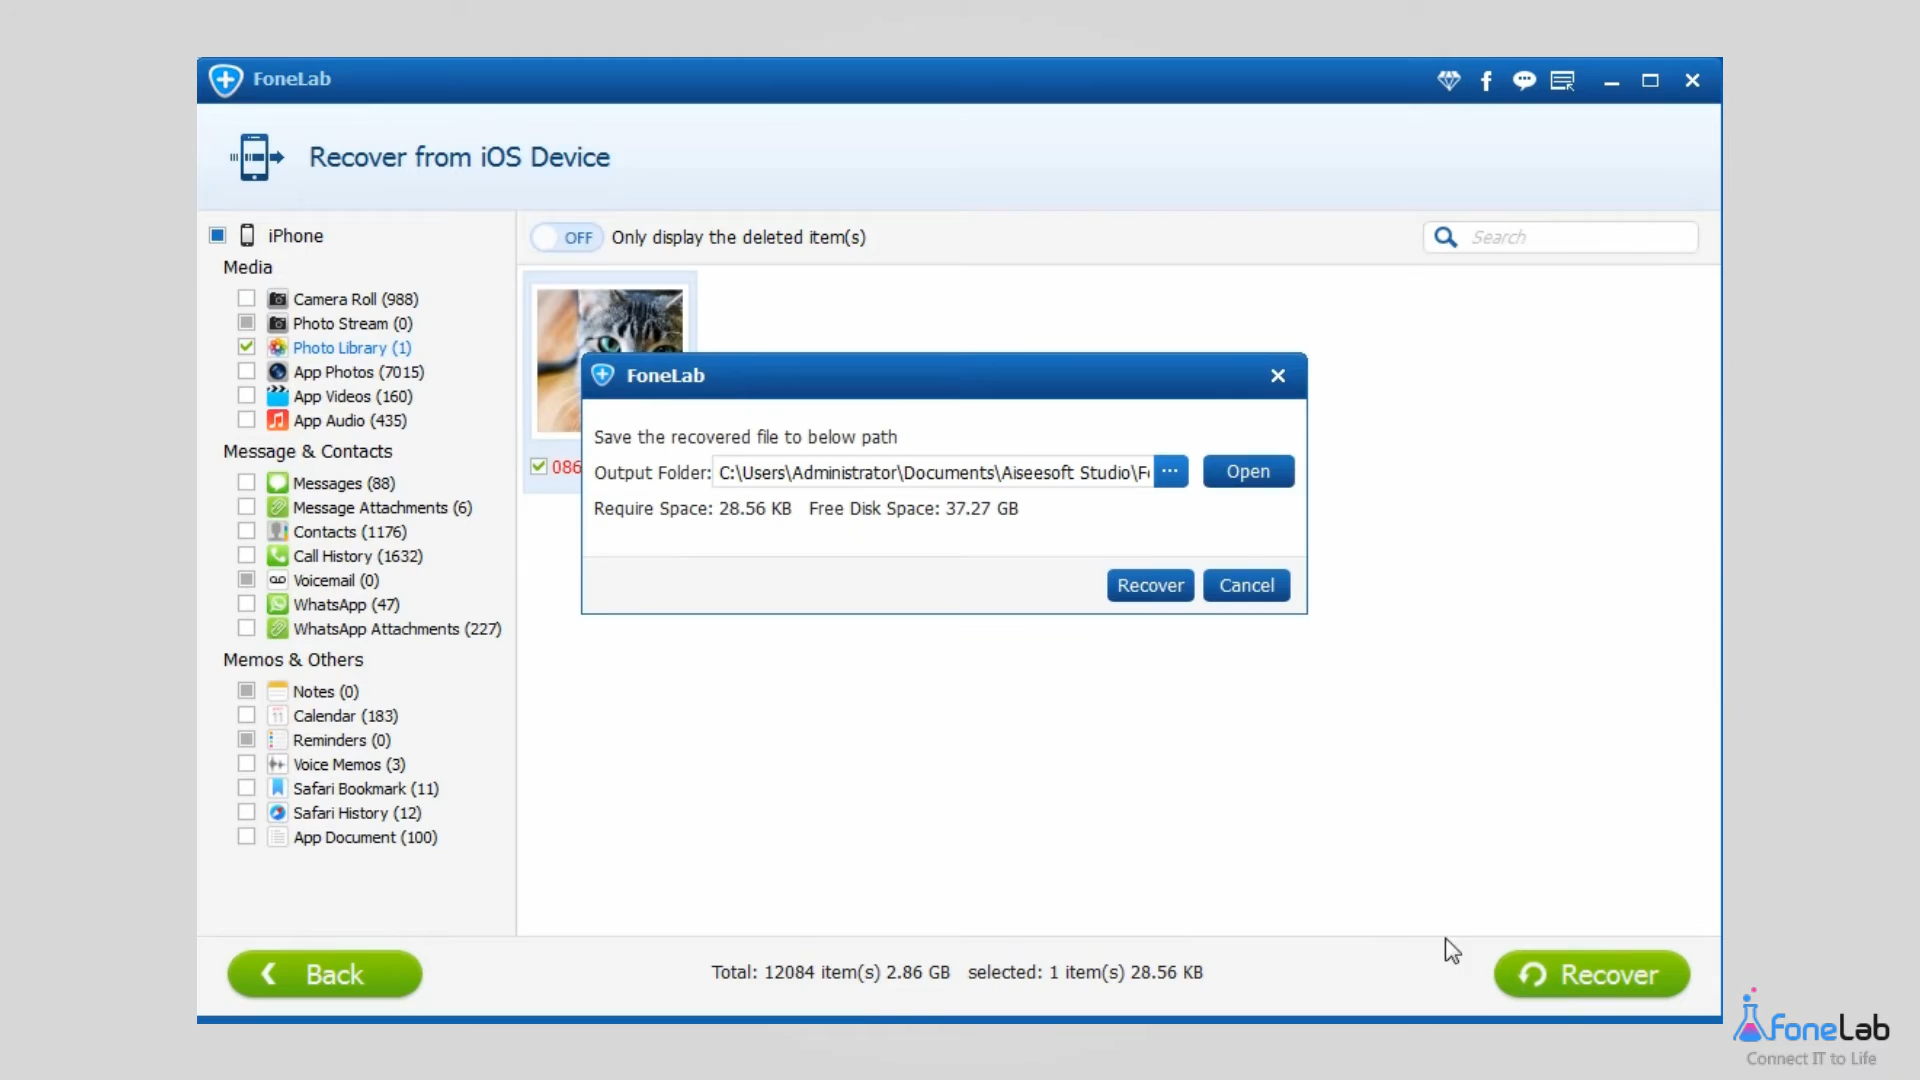 FoneLab
Recover from iOS Device
iPhone
OFF Only display the deleted item(s)
Search
Media
Camera Roll (988)
Photo Stream (0)
Photo Library (1)
App Photos (7015)
App Videos (160)
App Audio (435)
Message & Contacts
Messages (88)
Message Attachments (6)
Contacts (1176)
Call History (1632)
Voicemail (0)
WhatsApp (47)
WhatsApp Attachments (227)
Memos & Others
Notes (0)
Calendar (183)
Reminders (0)
Voice Memos (3)
Safari Bookmark (11)
Safari History (12)
App Document (100)
086
FoneLab
Save the recovered file to below path
Output Folder: C:\Users\Administrator\Documents\Aiseesoft Studio\F
Open
Require Space: 28.56 KB Free Disk Space: 37.27 GB
Recover Cancel
Back
Total: 12084 item(s) 2.86 GB selected: 1 item(s) 28.56 KB
Recover
FoneLab
Connect IT to Life